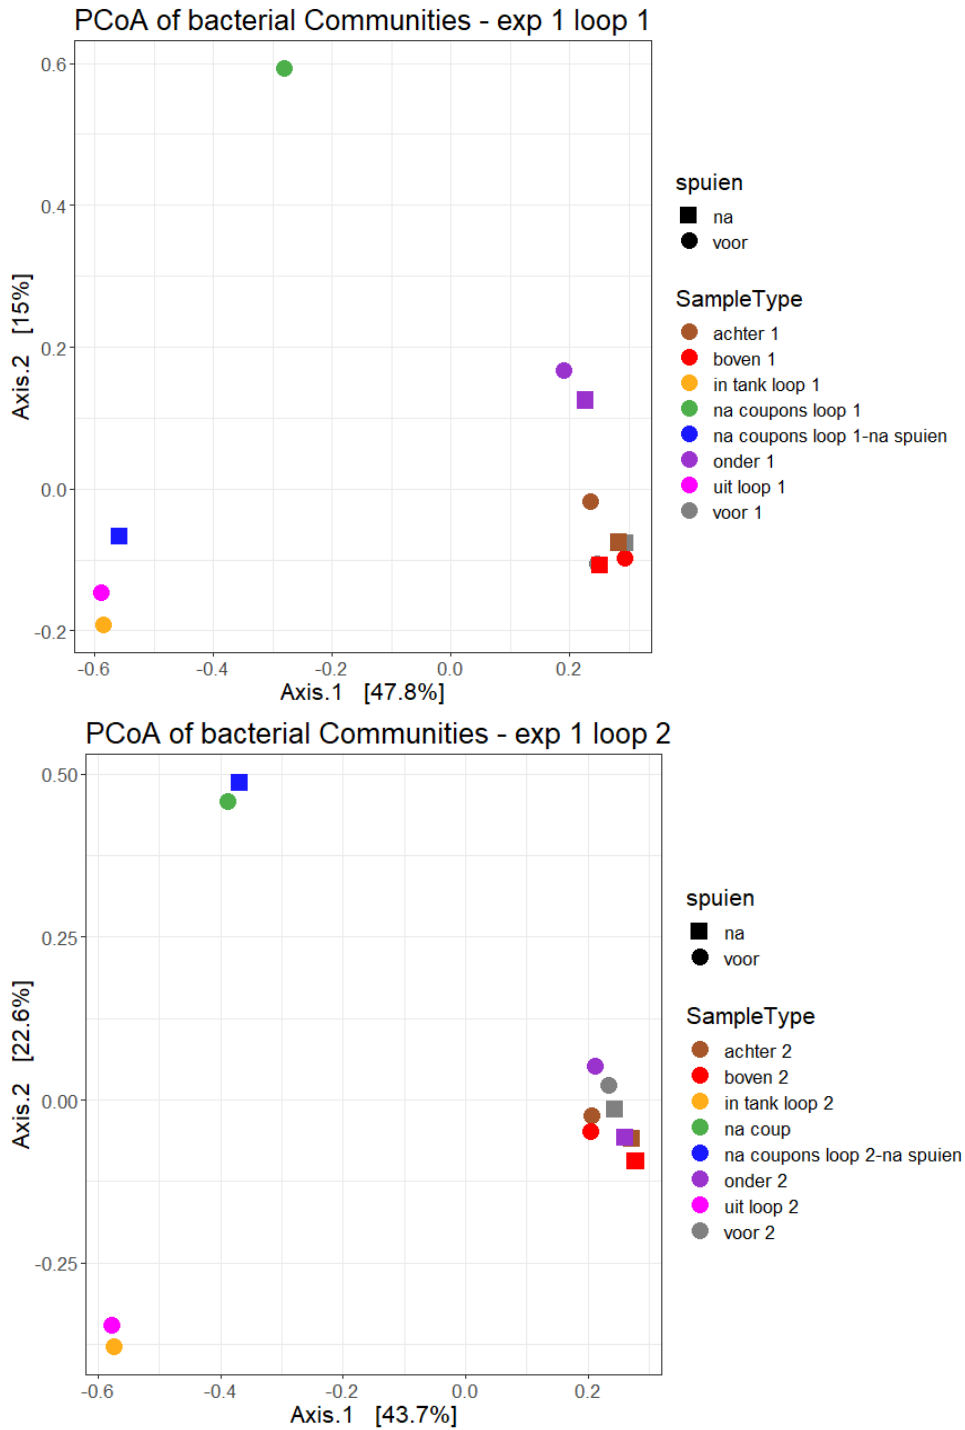 PCoA of bacterial Communities - exp 1 loop 1
0.6
0.4
0.2
0.0
-0.2
Axis.2 [15%]
-0.6
-0.4
-0.2
0.0
0.2
Axis.1 [47.8%]
spuien
na
voor
SampleType
achter 1
boven 1
in tank loop 1
na coupons loop 1
na coupons loop 1-na spuien
onder 1
uit loop 1
voor 1
PCoA of bacterial Communities - exp 1 loop 2
0.50
0.25
0.00
-0.25
Axis.2 [22.6%]
-0.6
-0.4
-0.2
0.0
0.2
Axis.1 [43.7%]
spuien
na
voor
SampleType
achter 2
boven 2
in tank loop 2
na coup
na coupons loop 2-na spuien
onder 2
uit loop 2
voor 2